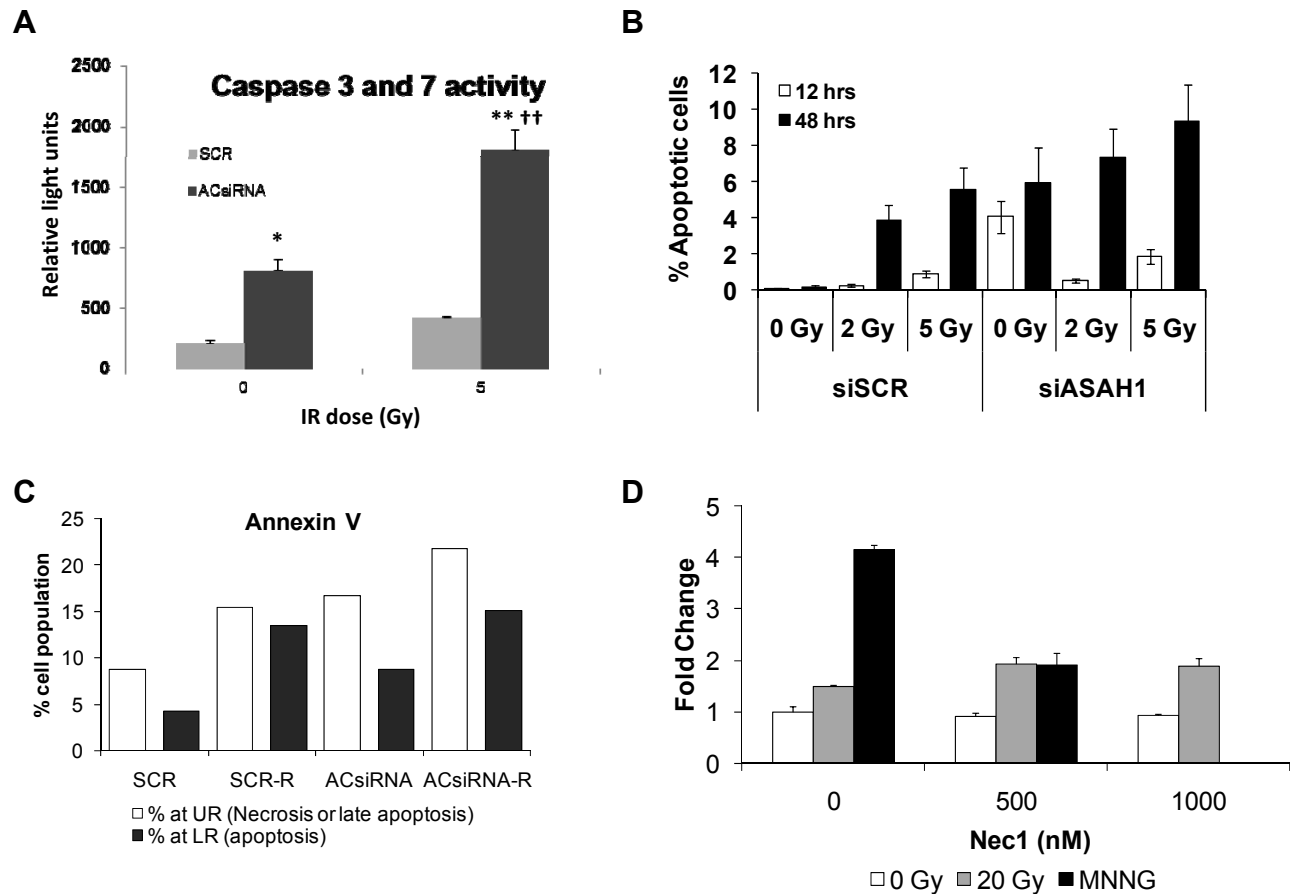 A
Caspase 3 and 7 activity
2500
2000
1500
1000
500
0
Relative light units
SCR
ACsiRNA
*
** ††
0
5
IR dose (Gy)
B
12
10
8
6
4
2
0
% Apoptotic cells
12 hrs
48 hrs
0 Gy 2 Gy 5 Gy 0 Gy 2 Gy 5 Gy
siSCR siASAH1
C
Annexin V
25
20
15
10
5
0
% cell population
SCR SCR-R ACsiRNA ACsiRNA-R
% at UR (Necrosis or late apoptosis)
% at LR (apoptosis)
D
5
4
3
2
1
0
Fold Change
0 500 1000
Nec1 (nM)
0 Gy 20 Gy MNNG